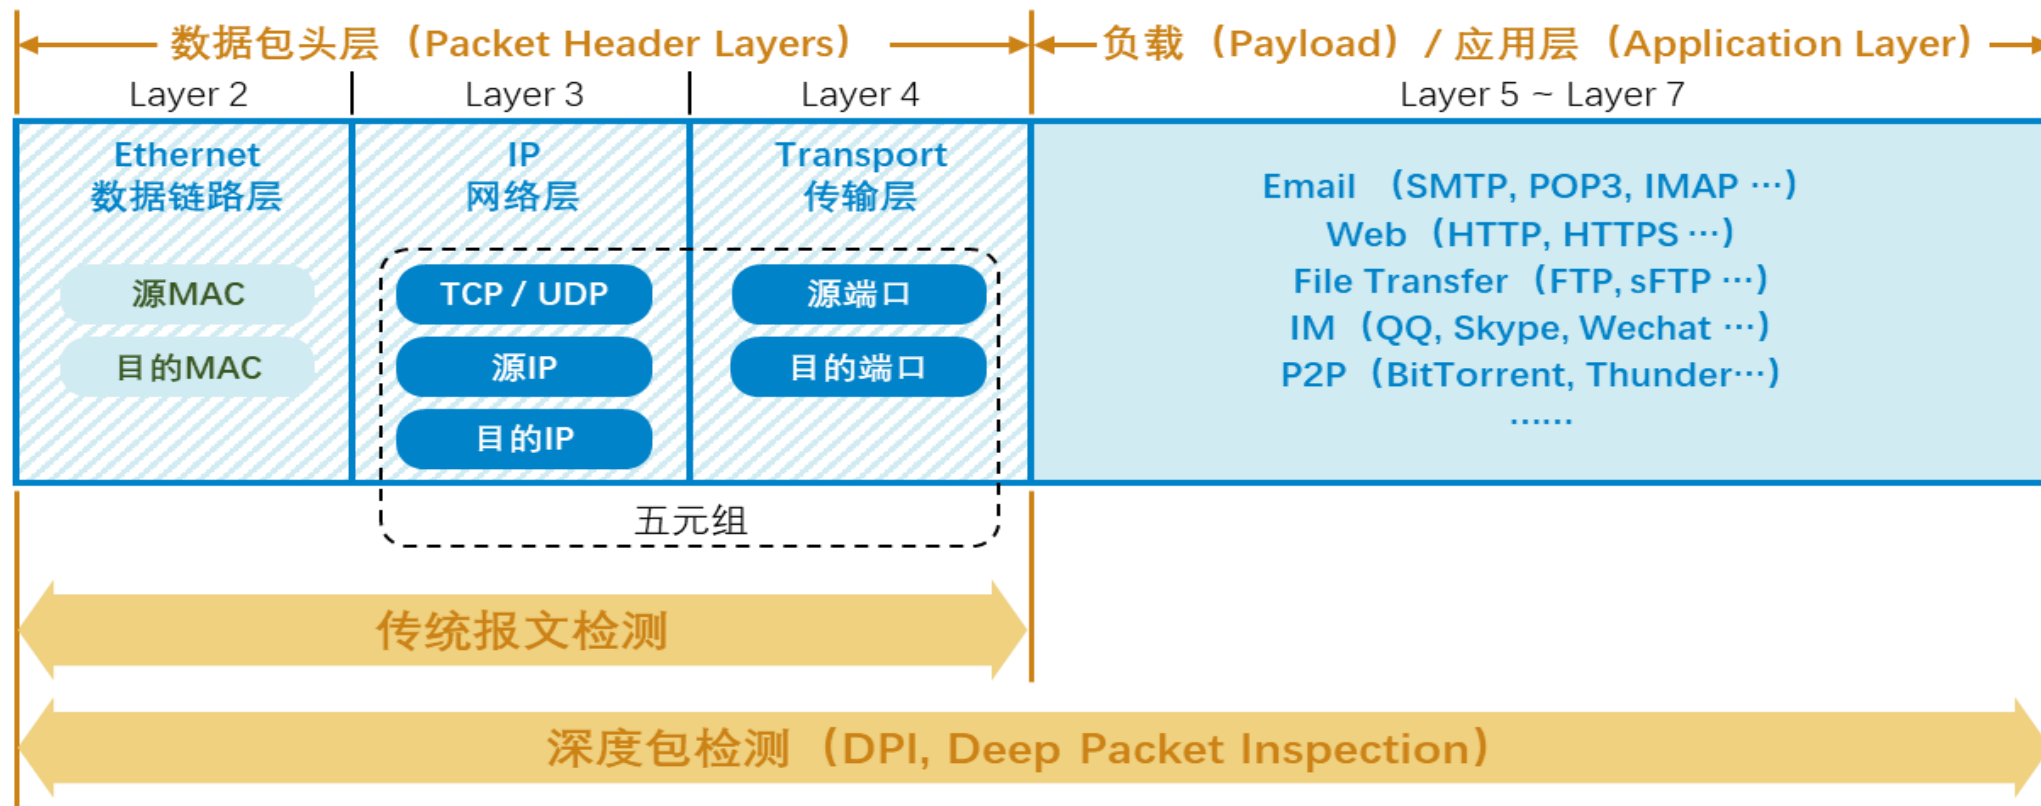 数据包头层（Packet Header Layers）
负载（Payload）/ 应用层（Application Layer）
Layer 2
Layer 3
Layer 4
Layer 5 ~ Layer 7
Ethernet
数据链路层
源MAC
目的MAC
IP
网络层
TCP / UDP
源IP
目的IP
Transport
传输层
源端口
目的端口
五元组
Email （SMTP, POP3, IMAP ···）
Web（HTTP, HTTPS ···）
File Transfer（FTP, sFTP ···）
IM（QQ, Skype, Wechat ···）
P2P（BitTorrent, Thunder···）
······
传统报文检测
深度包检测（DPI, Deep Packet Inspection）